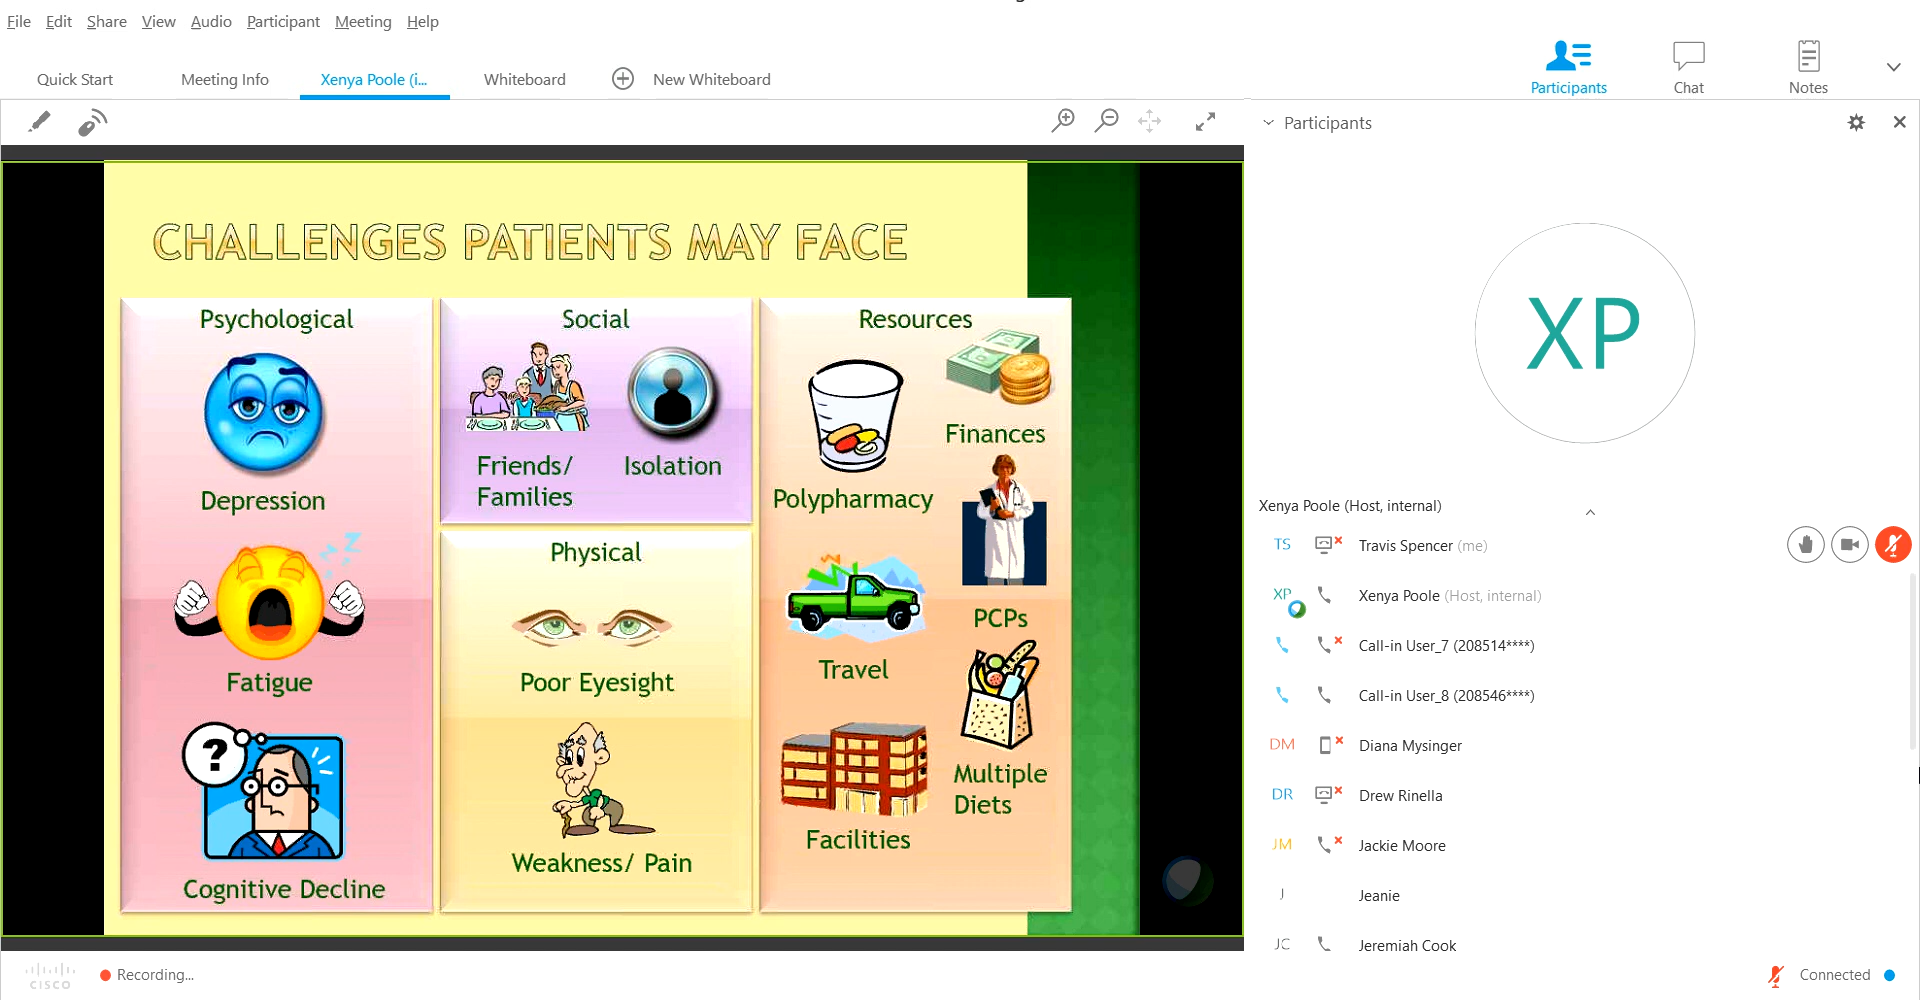 File Edit Share View Audio Participant Meeting Help
Quick Start Meeting Info Xenya Poole (i... Whiteboard New Whiteboard
Participants Chat Notes
Participants
CHALLENGES PATIENTS MAY FACE
Psychological
Depression
Fatigue
?
Cognitive Decline
Social
Friends/
Families
Isolation
Physical
Poor Eyesight
Weakness/ Pain
Resources
Finances
Polypharmacy
PCPs
Travel
Multiple
Diets
Facilities
XP
Xenya Poole (Host, internal)
TS Travis Spencer (me)
XP Xenya Poole (Host, internal)
Call-in User_7 (208514****)
Call-in User_8 (208546****)
DM Diana Mysinger
DR Drew Rinella
JM Jackie Moore
J Jeanie
JC Jeremiah Cook
CISCO
Recording...
Connected